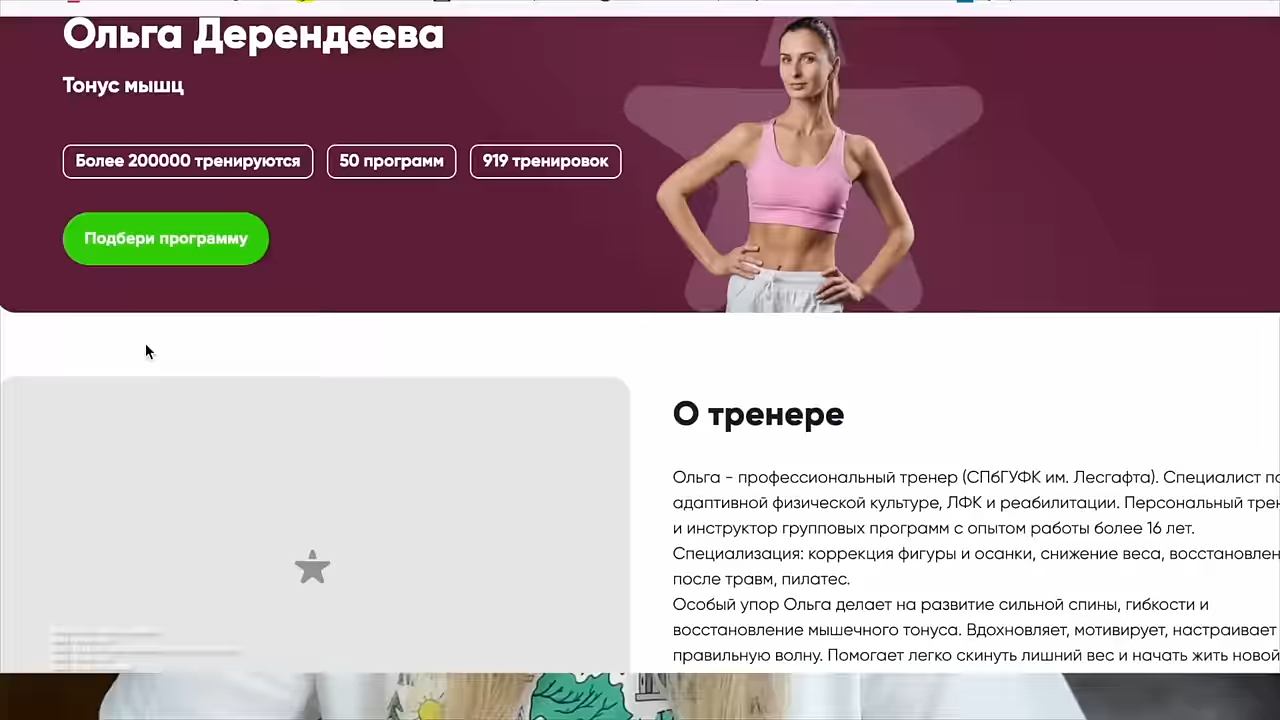 Ольга Дерендеева
Тонус мышц
Более 200000 тренируются
50 программ
919 тренировок
Подбери программу
О тренере
Ольга - профессиональный тренер (СПбГУФК им. Лесгафта). Специалист по
адаптивной физической культуре, ЛФК и реабилитации. Персональный трен
и инструктор групповых программ с опытом работы более 16 лет.
Специализация: коррекция фигуры и осанки, снижение веса, восстановлен
после травм, пилатес.
Особый упор Ольга делает на развитие сильной спины, гибкости и
восстановление мышечного тонуса. Вдохновляет, мотивирует, настраивает
правильную волну. Помогает легко скинуть лишний вес и начать жить новой